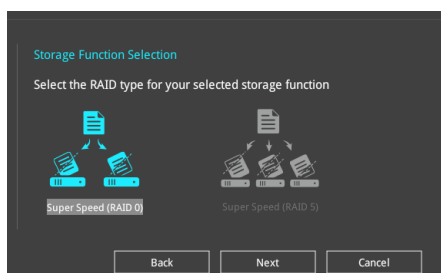 Storage Function Selection
Select the RAID type for your selected storage function
Super Speed (RAID 0)
Super Speed (RAID 5)
Back
Next
Cancel